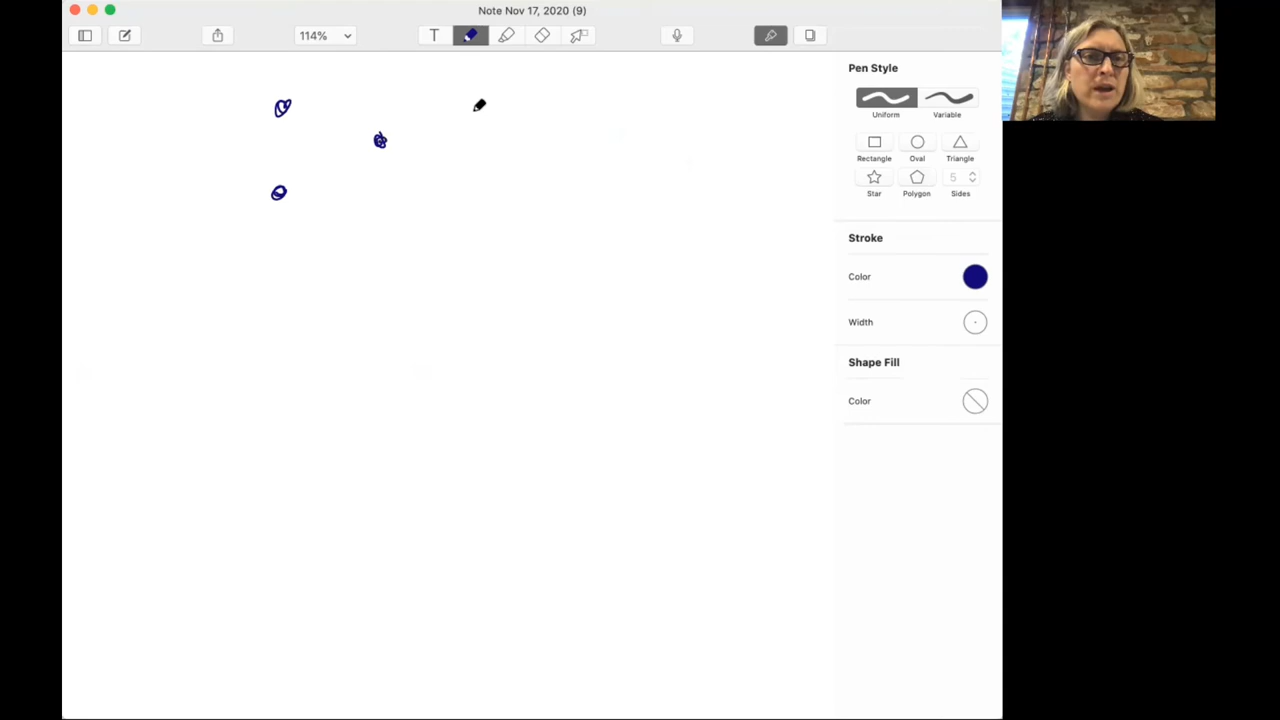 Note Nov 17, 2020 (9)
114%
T
Pen Style
Uniform Variable
Rectangle Oval Triangle
5
Star Polygon Sides
Stroke
Color
Width
Shape Fill
Color